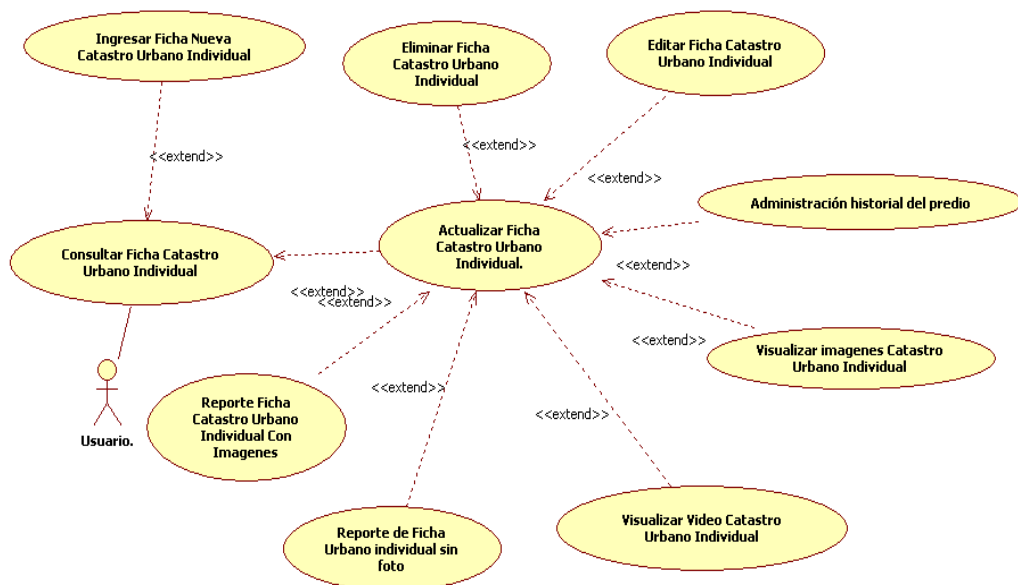 Ingresar Ficha Nueva
Catastro Urbano Individual
Eliminar Ficha
Catastro Urbano
Individual
Editar Ficha Catastro
Urbano Individual
<<extend>>
<<extend>>
<<extend>>
Administración historial del predio
Consultar Ficha Catastro
Urbano Individual
Actualizar Ficha
Catastro Urbano
Individual.
<<extend>>
<<extend>>
<<extend>>
<<extend>>
Visualizar imagenes Catastro
Urbano Individual
<<extend>>
<<extend>>
Usuario.
Reporte Ficha
Catastro Urbano
Individual Con
Imagenes
Reporte de Ficha
Urbano individual sin
foto
Visualizar Video Catastro
Urbano Individual